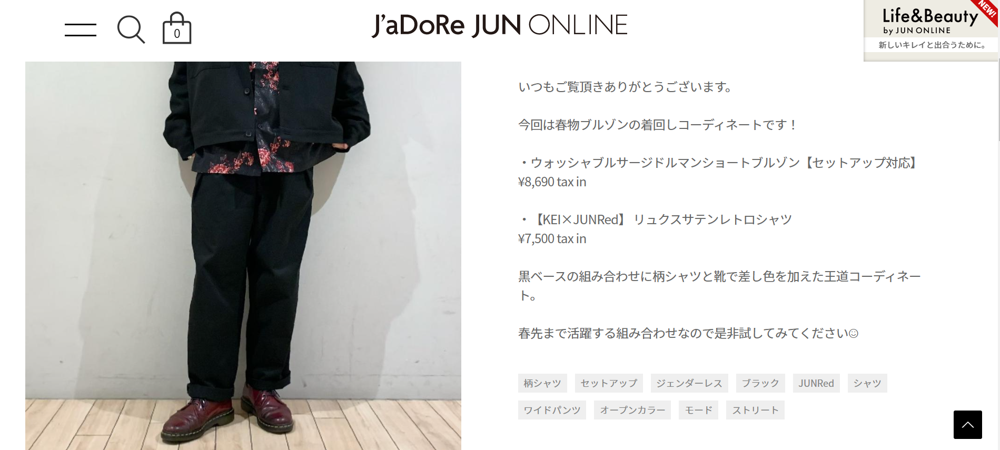 0
J'aDoRe JUN ONLINE
Life&Beauty
by JUN ONLINE
NEW!
新しいキレイと出合うために。
いつもご覧頂きありがとうございます。
今回は春物ブルゾンの着回しコーディネートです！
・ウォッシャブルサージドルマンショートブルゾン【セットアップ対応】
¥8,690 tax in
・【KEI×JUNRed】 リュクスサテンレトロシャツ
¥7,500 tax in
黒ベースの組み合わせに柄シャツと靴で差し色を加えた王道コーディネー
ト。
春先まで活躍する組み合わせなので是非試してみてください☺
柄シャツ セットアップ ジェンダーレス ブラック JUNRed シャツ
ワイドパンツ オープンカラー モード ストリート